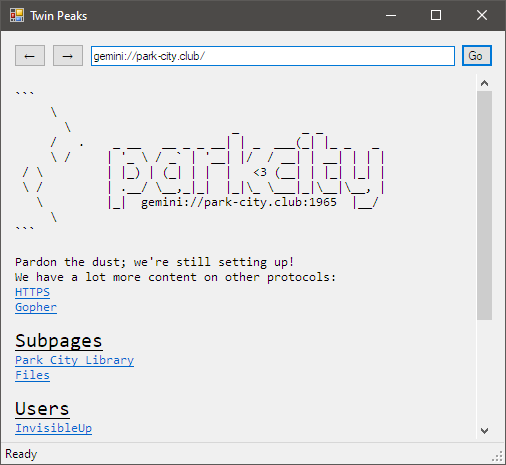 Twin Peaks
← → gemini://park-city.club/ Go
```
parkcity
<3
gemini://park-city.club:1965
```
Pardon the dust; we're still setting up!
We have a lot more content on other protocols:
HTTPS
Gopher
Subpages
Park City Library
Files
Users
InvisibleUp
Ready